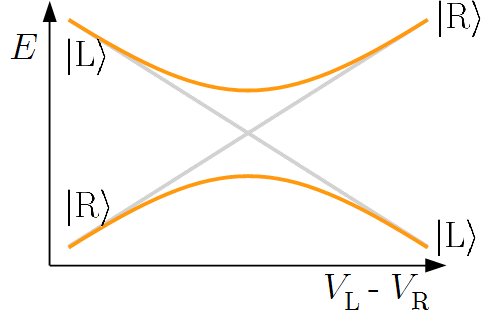 |R⟩
E
|L⟩
|R⟩
|L⟩
V_L - V_R